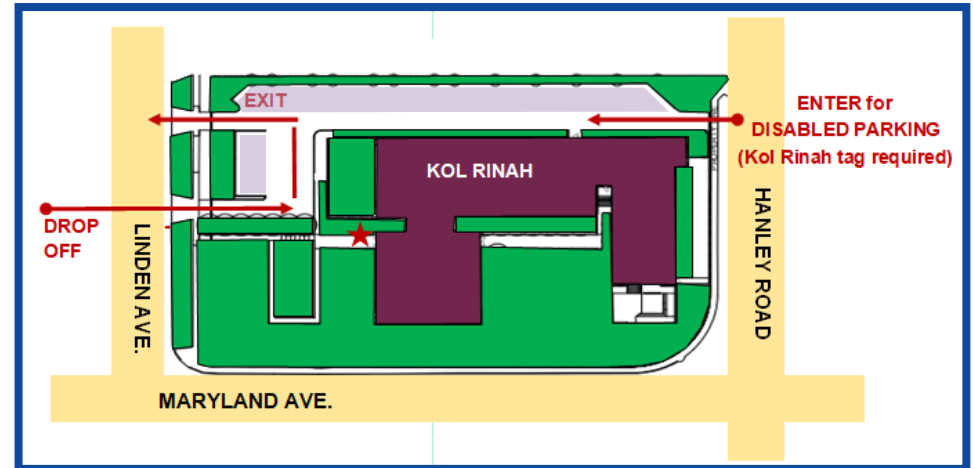 EXIT
ENTER for
DISABLED PARKING
(Kol Rinah tag required)
KOL RINAH
DROP
OFF
LINDEN AVE.
HANLEY ROAD
MARYLAND AVE.